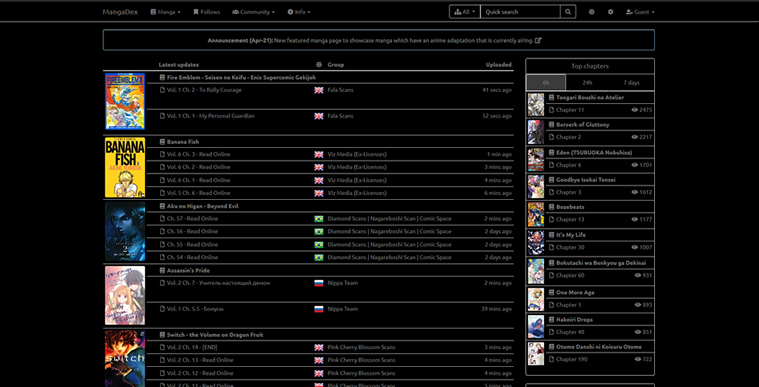 MangaDex
Manga
Follows
Community
Info
All
Quick search
Guest
Announcement (Apr-21): New featured manga page to showcase manga which have an anime adaptation that is currently airing.
Latest updates Group Uploaded
Fire Emblem - Seisen no Keifu - Enix Supercomic Gekijoh
Vol. 1 Ch. 2 - To Rally Courage Fala Scans 41 secs ago
Vol. 1 Ch. 1 - My Personal Guardian Fala Scans 52 secs ago
BANANA FISH
Banana Fish
Vol. 6 Ch. 3 - Read Online Viz Media (Ex-Licenses) 1 min ago
Vol. 6 Ch. 2 - Read Online Viz Media (Ex-Licenses) 3 mins ago
Vol. 6 Ch. 1 - Read Online Viz Media (Ex-Licenses) 4 mins ago
Vol. 5 Ch. 6 - Read Online Viz Media (Ex-Licenses) 6 mins ago
Aku no Higan - Beyond Evil
Ch. 57 - Read Online Diamond Scans | Nagareboshi Scan | Comic Space 2 mins ago
Ch. 56 - Read Online Diamond Scans | Nagareboshi Scan | Comic Space 2 days ago
Ch. 55 - Read Online Diamond Scans | Nagareboshi Scan | Comic Space 2 days ago
Ch. 54 - Read Online Diamond Scans | Nagareboshi Scan | Comic Space 2 days ago
Assassin's Pride
Vol. 2 Ch. 7 - Учитель настоящий демон Nippa Team 2 mins ago
Vol. 1 Ch. 5.5 - Бонусы Nippa Team 39 mins ago
Switch
Switch - the Volume on Dragon Fruit
Vol. 2 Ch. 14 - [END] Pink Cherry Blossom Scans 3 mins ago
Vol. 2 Ch. 13 - Read Online Pink Cherry Blossom Scans 4 mins ago
Vol. 2 Ch. 12 - Read Online Pink Cherry Blossom Scans 4 mins ago
Top chapters
6h 24h 7 days
Tongari Boushi no Atelier
Chapter 11 2475
Berserk of Gluttony
Chapter 2 2217
Eden (TSURUOKA Nobuhisa)
Chapter 6 1701
Goodbye Isekai Tensei
Chapter 3 1612
Bozebeats
Chapter 13 1177
It's My Life
Chapter 30 1007
Bokutachi wa Benkyou ga Dekinai
Chapter 60 931
One More Age
Chapter 1 893
Hakoiri Drops
Chapter 48 851
Otome Danshi ni Koisuru Otome
Chapter 190 722